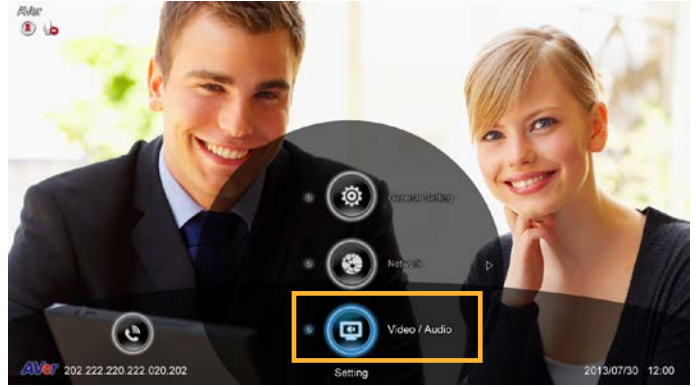 AVer
General setting
Network
Video / Audio
AVer 202.222.220.222.020.202
Setting
2013/07/30 12:00